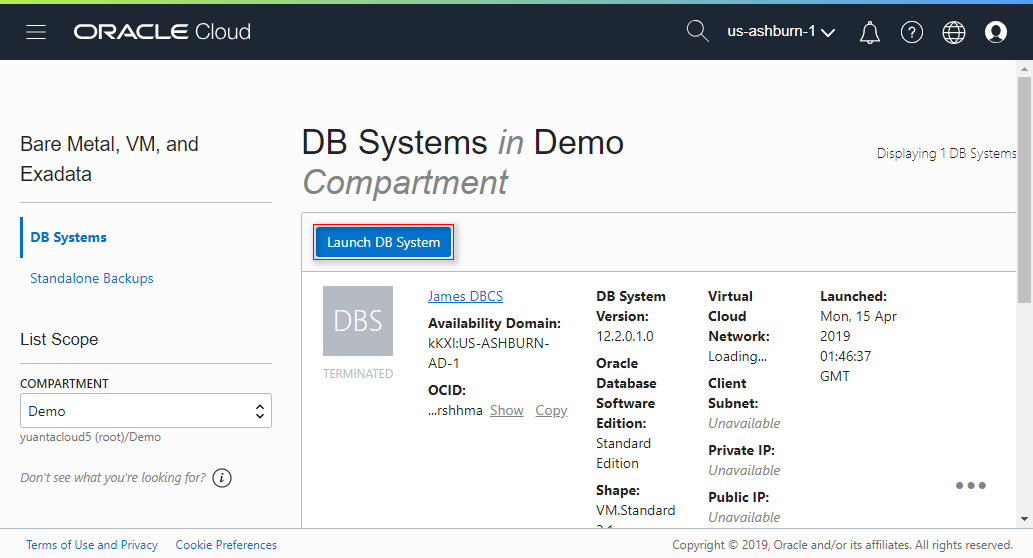 ORACLE Cloud
us-ashburn-1
Bare Metal, VM, and
Exadata
DB Systems
Standalone Backups
List Scope
COMPARTMENT
Demo
yuantacloud5 (root)/Demo
Don't see what you're looking for?
DB Systems in Demo
Compartment
Displaying 1 DB Systems
Launch DB System
DBS
TERMINATED
James DBCS
Availability Domain:
kKXI:US-ASHBURN-
AD-1
OCID:
...rshhma Show Copy
DB System
Version:
12.2.0.1.0
Oracle
Database
Software
Edition:
Standard
Edition
Shape:
VM.Standard
Virtual
Cloud
Network:
Loading...
Client
Subnet:
Unavailable
Private IP:
Unavailable
Public IP:
Unavailable
Launched:
Mon, 15 Apr
2019
01:46:37
GMT
Terms of Use and Privacy Cookie Preferences
Copyright © 2019, Oracle and/or its affiliates. All rights reserved.